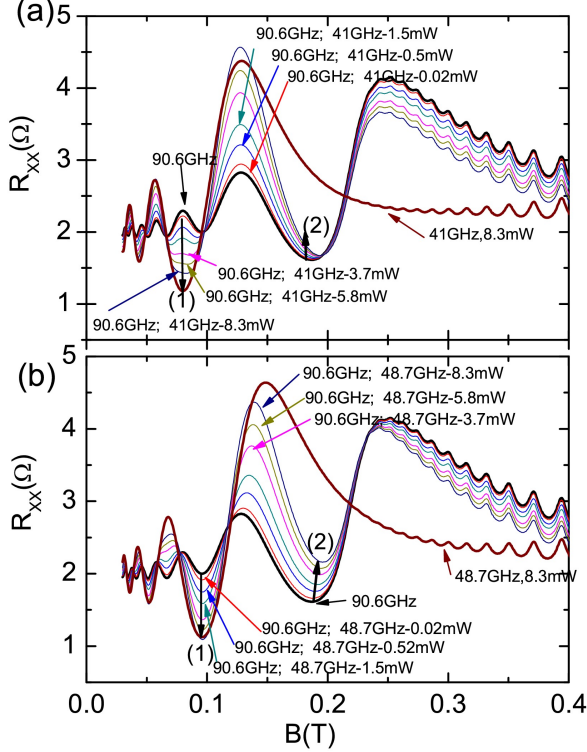 (a)
5
4
3
2
1
R_XX(Ω)
90.6GHz; 41GHz-1.5mW
90.6GHz; 41GHz-0.5mW
90.6GHz; 41GHz-0.02mW
90.6GHz
(2)
41GHz,8.3mW
90.6GHz; 41GHz-3.7mW
(1)
90.6GHz; 41GHz-5.8mW
90.6GHz; 41GHz-8.3mW
(b)
5
4
3
2
1
R_XX(Ω)
90.6GHz; 48.7GHz-8.3mW
90.6GHz; 48.7GHz-5.8mW
90.6GHz; 48.7GHz-3.7mW
(2)
48.7GHz,8.3mW
90.6GHz
90.6GHz; 48.7GHz-0.02mW
(1)
90.6GHz; 48.7GHz-0.52mW
90.6GHz; 48.7GHz-1.5mW
0.0 0.1 0.2 0.3 0.4
B(T)